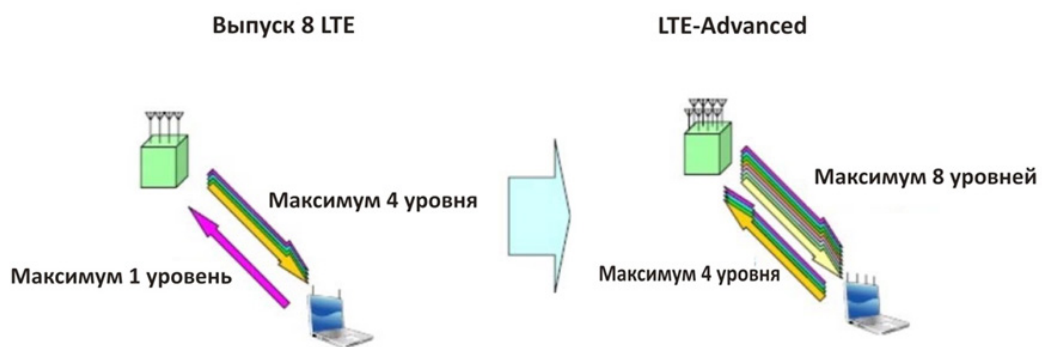 Выпуск 8 LTE
LTE-Advanced
Максимум 4 уровня
Максимум 1 уровень
Максимум 8 уровней
Максимум 4 уровня